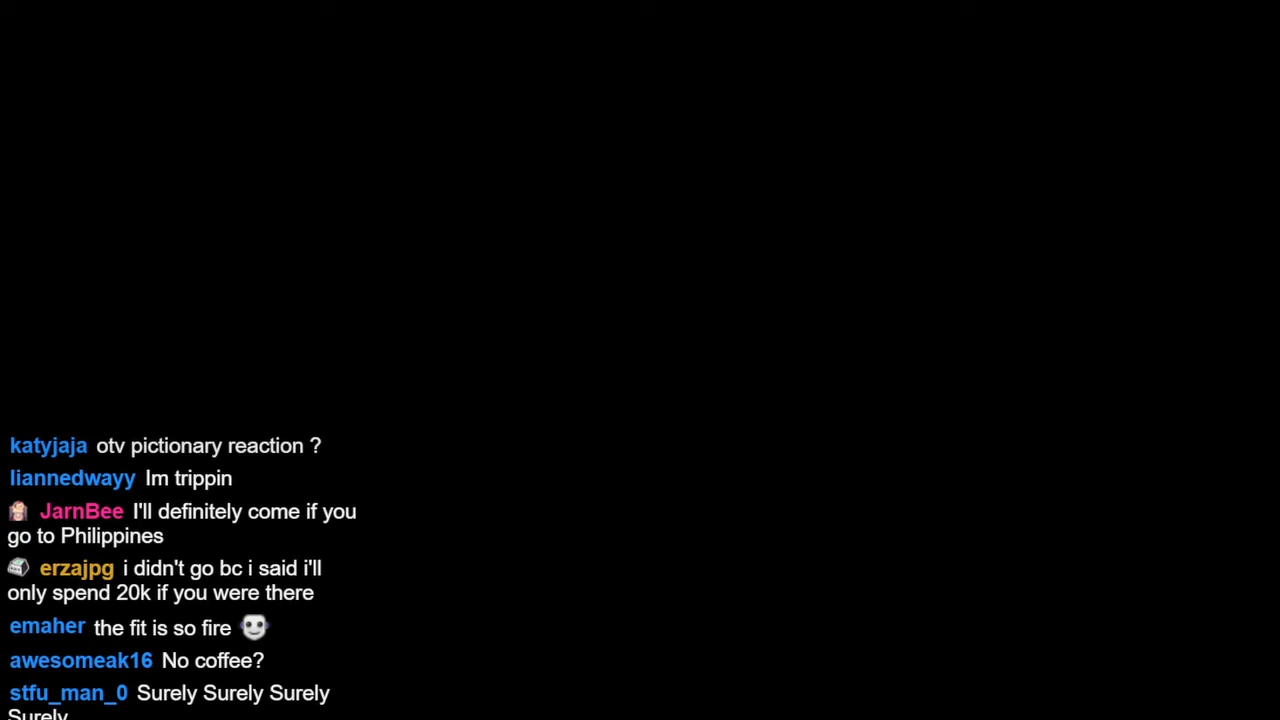 katyjaja otv pictionary reaction ?
liannedwayy Im trippin
JarnBee I'll definitely come if you
go to Philippines
erzajpg i didn't go bc i said i'll
only spend 20k if you were there
emaher the fit is so fire
awesomeak16 No coffee?
stfu_man_0 Surely Surely Surely
Surely